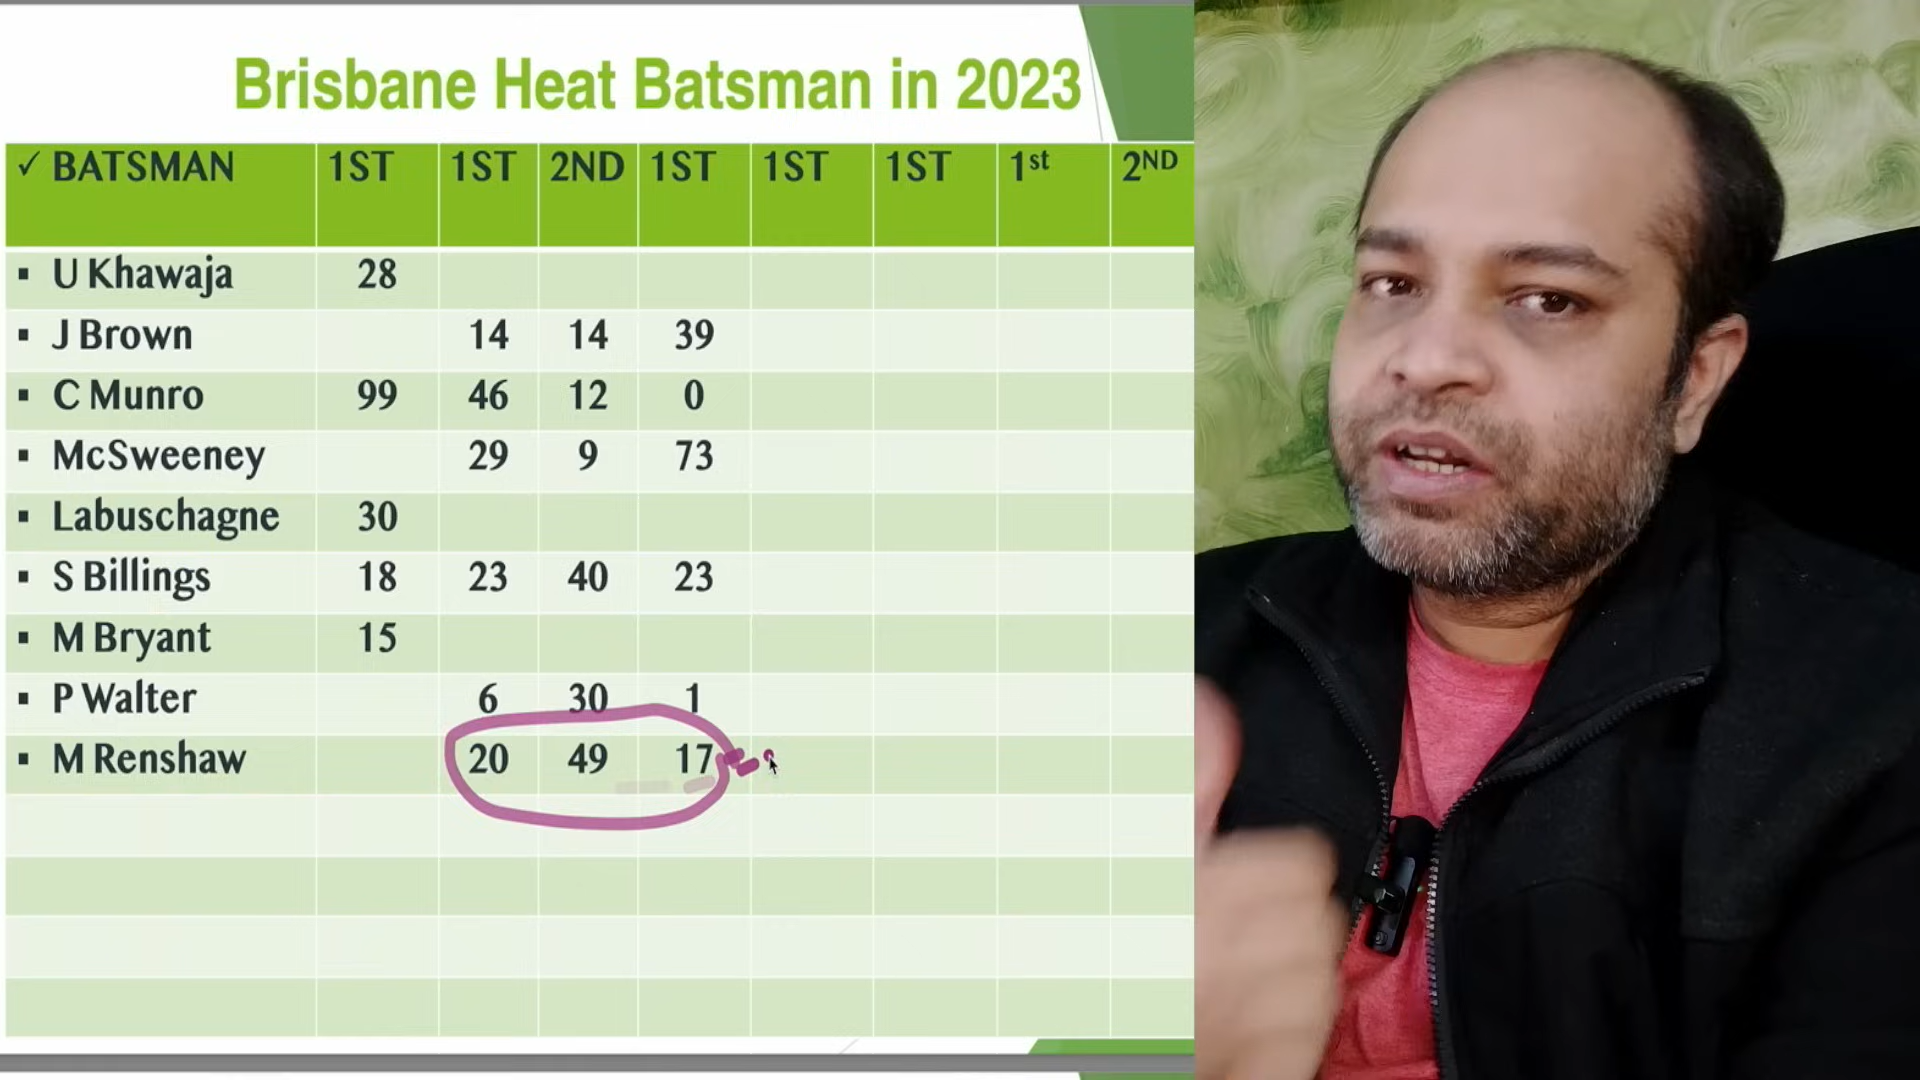 Brisbane Heat Batsman in 2023
✓ BATSMAN 1ST 1ST 2ND 1ST 1ST 1ST 1st 2ND
▪ U Khawaja 28
▪ J Brown 14 14 39
▪ C Munro 99 46 12 0
▪ McSweeney 29 9 73
▪ Labuschagne 30
▪ S Billings 18 23 40 23
▪ M Bryant 15
▪ P Walter 6 30 1
▪ M Renshaw 20 49 17